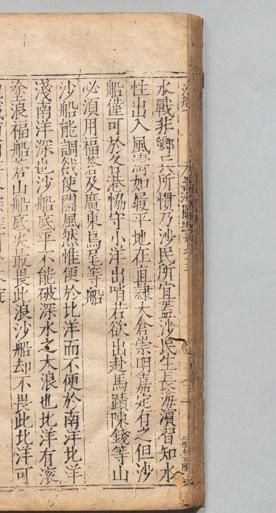 沙船
水戰非鄉兵所慣乃沙民所宜蓋沙民生長海濱習知水
性出入風濤如履平地在直隸太倉崇明嘉定有之但沙
船僅可於各港協守小洋出哨若欲出赴馬蹟陳錢等山
必須用福蒼及廣東烏尾等船
沙船能調戧使鬭風然惟便於北洋而不便於南洋北洋
淺南洋深也沙船底平不能破深水之大浪也北洋有滚
塗浪福船蒼山船底尖最畏此浪沙船却不畏此北洋可